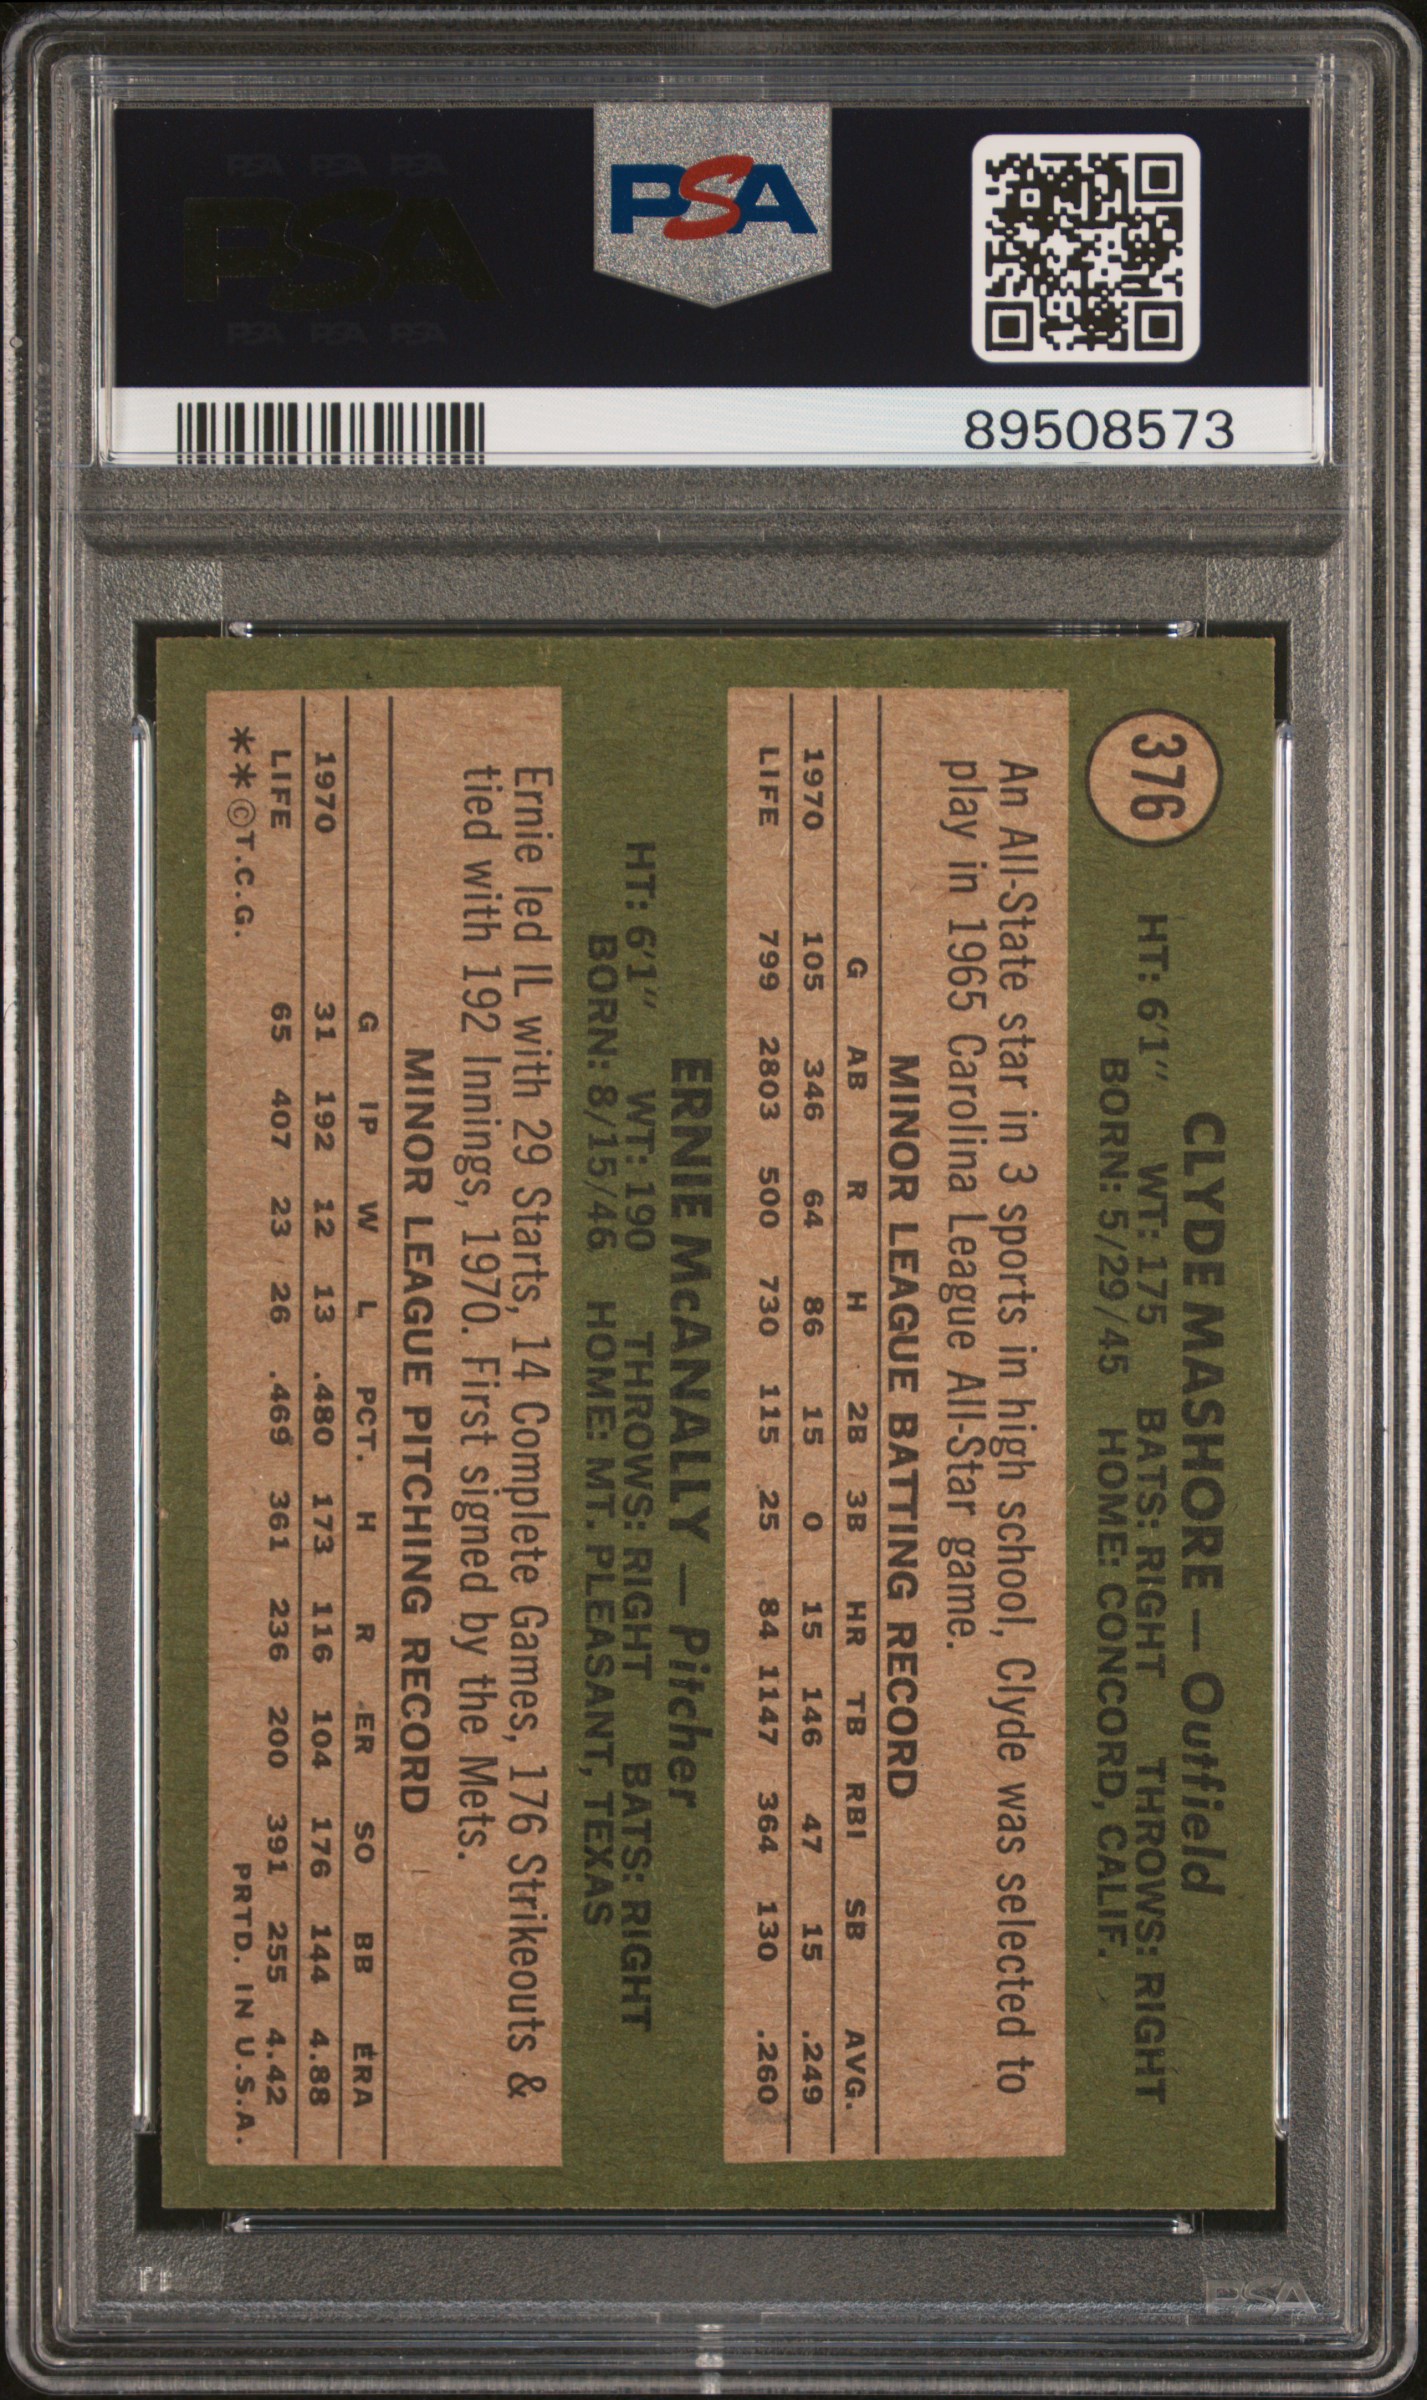 PSA PSA PSA
PSA
PSA PSA PSA
PSA
89508573
376
CLYDE MASHORE — Outfield
HT: 6'1" WT: 175 BATS: RIGHT THROWS: RIGHT
BORN: 5/29/45 HOME: CONCORD, CALIF.
An All-State star in 3 sports in high school, Clyde was selected to
play in 1965 Carolina League All-Star game.
MINOR LEAGUE BATTING RECORD
G AB R H 2B 3B HR TB RBI SB AVG.
1970 105 346 64 86 15 0 15 146 47 15 .249
LIFE 799 2803 500 730 115 25 84 1147 364 130 .260
ERNIE McANALLY — Pitcher
HT: 6'1" WT: 190 THROWS: RIGHT BATS: RIGHT
BORN: 8/15/46 HOME: MT. PLEASANT, TEXAS
Ernie led IL with 29 Starts, 14 Complete Games, 176 Strikeouts &
tied with 192 Innings, 1970. First signed by the Mets.
MINOR LEAGUE PITCHING RECORD
G IP W L PCT. H R ER SO BB ERA
1970 31 192 12 13 .480 173 116 104 176 144 4.88
LIFE 65 407 23 26 .469 361 236 200 391 255 4.42
**©T.C.G. PRTD. IN U.S.A.
PSA